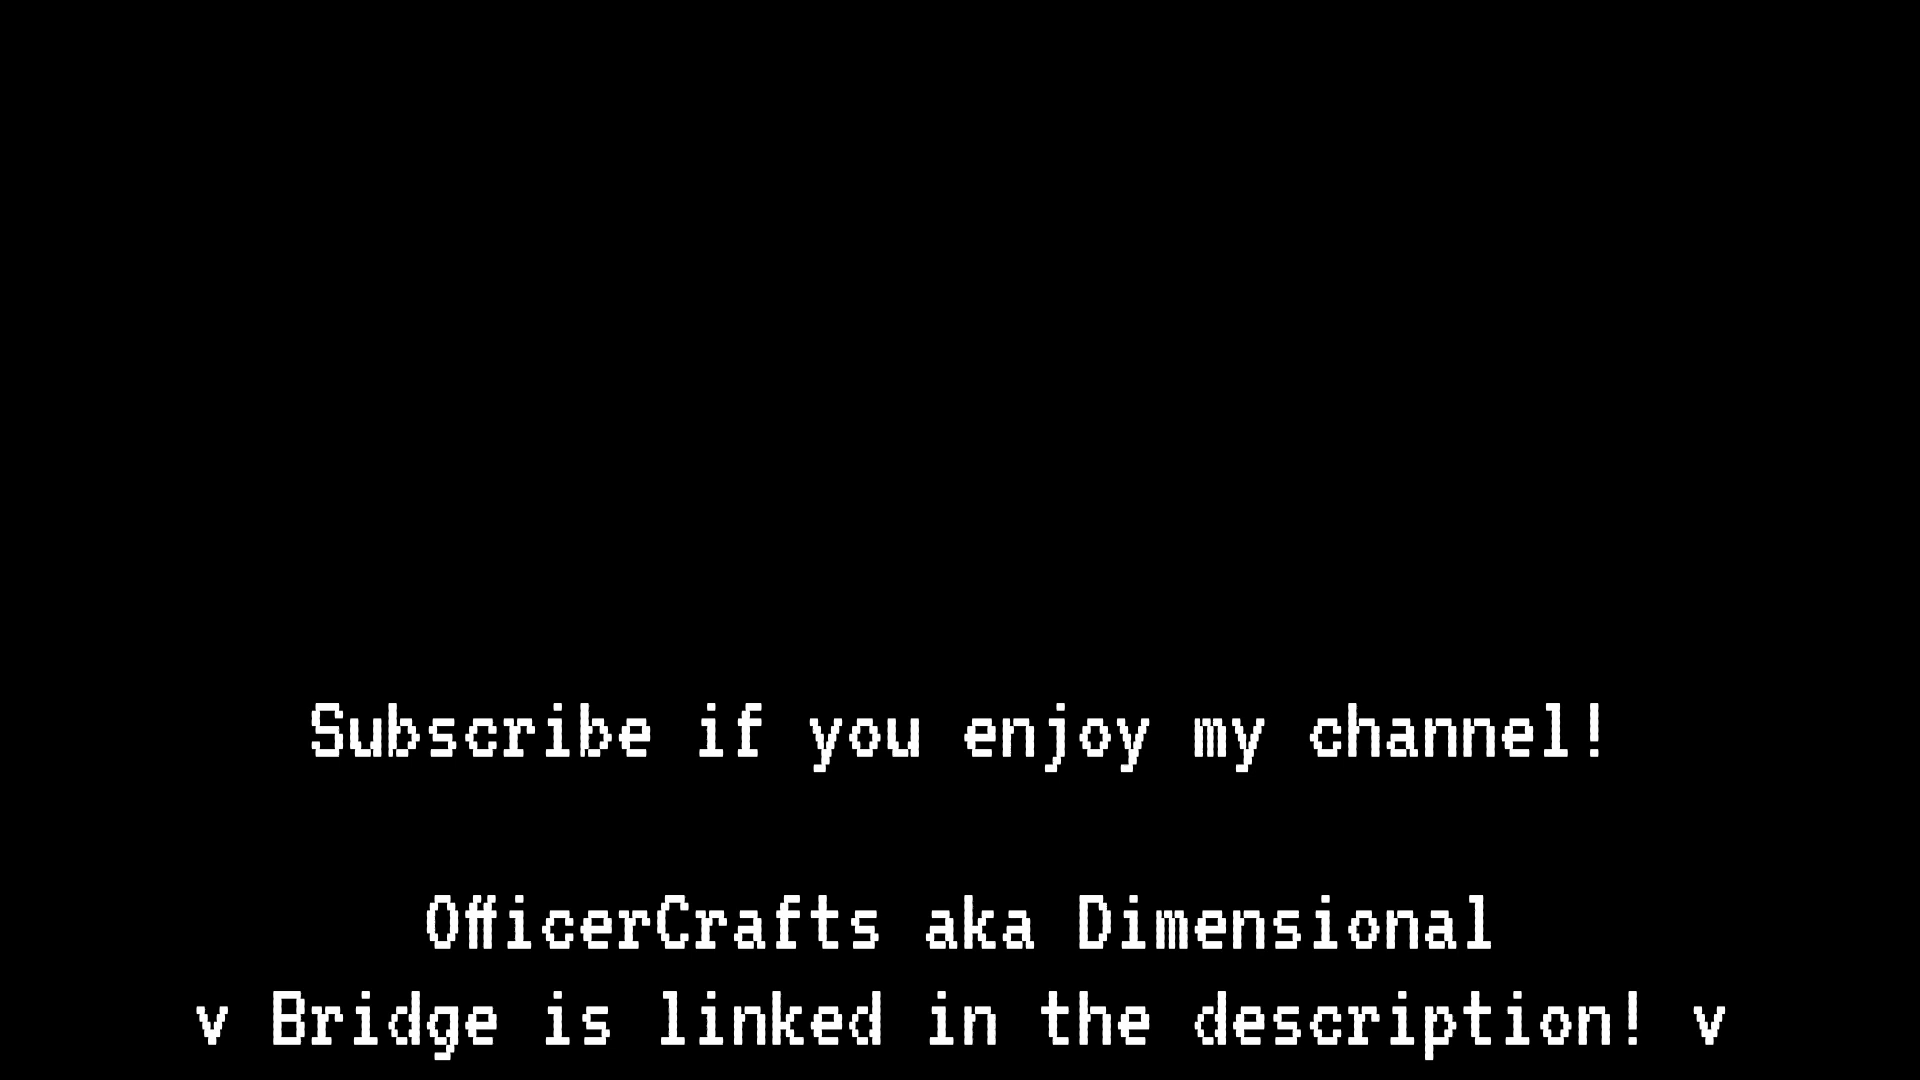 Subscribe if you enjoy my channel!
OfficerCrafts aka Dimensional
v Bridge is linked in the description! v